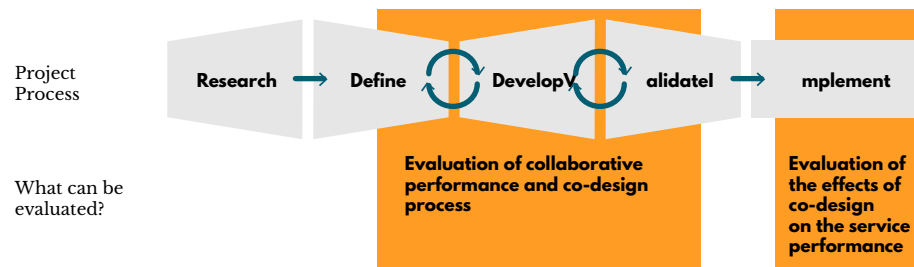 Project
Process
Research
Define
DevelopV
alidateI
mplement
What can be
evaluated?
Evaluation of collaborative
performance and co-design
process
Evaluation of
the effects of
co-design
on the service
performance